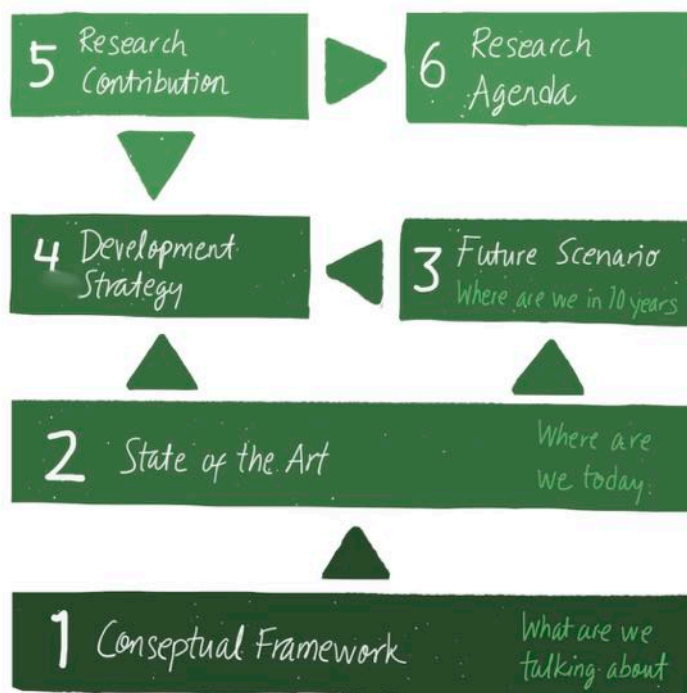 5 Research
Contribution
6 Research
Agenda
4 Development
Strategy
3 Future Scenario
Where are we in 10 years
2 State of the Art
Where are
we today.
1 Conseptual Framework
What are we
talking about